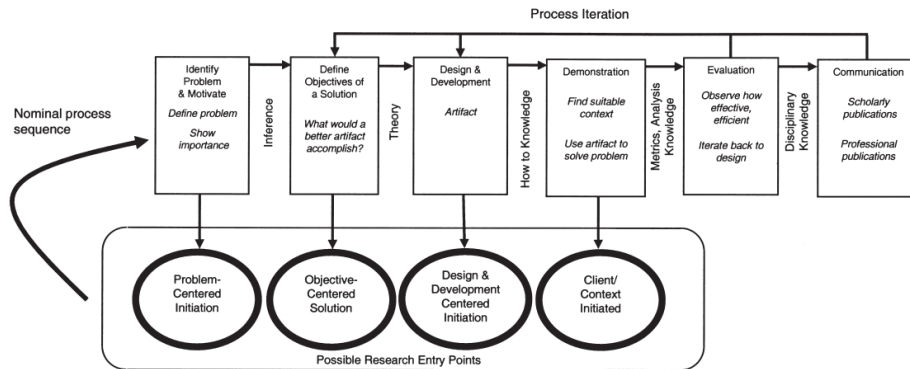 Process Iteration
Nominal process
sequence
Identify
Problem
& Motivate
Define problem
Show
importance
Inference
Define
Objectives of
a Solution
What would a
better artifact
accomplish?
Theory
Design &
Development
Artifact
How to Knowledge
Demonstration
Find suitable
context
Use artifact to
solve problem
Metrics, Analysis
Knowledge
Evaluation
Observe how
effective,
efficient
Iterate back to
design
Disciplinary
Knowledge
Communication
Scholarly
publications
Professional
publications
Problem-
Centered
Initiation
Objective-
Centered
Solution
Design &
Development
Centered
Initiation
Client/
Context
Initiated
Possible Research Entry Points